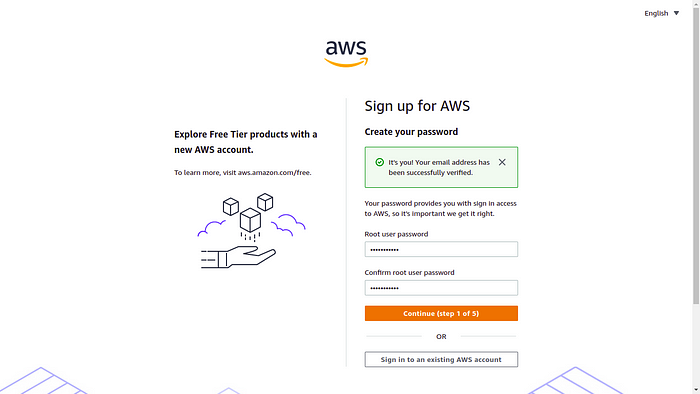 English
aws
Explore Free Tier products with a
new AWS account.
To learn more, visit aws.amazon.com/free.
Sign up for AWS
Create your password
It's you! Your email address has
been successfully verified.
Your password provides you with sign in access
to AWS, so it's important we get it right.
Root user password
•••••••••••
Confirm root user password
•••••••••••
Continue (step 1 of 5)
OR
Sign in to an existing AWS account